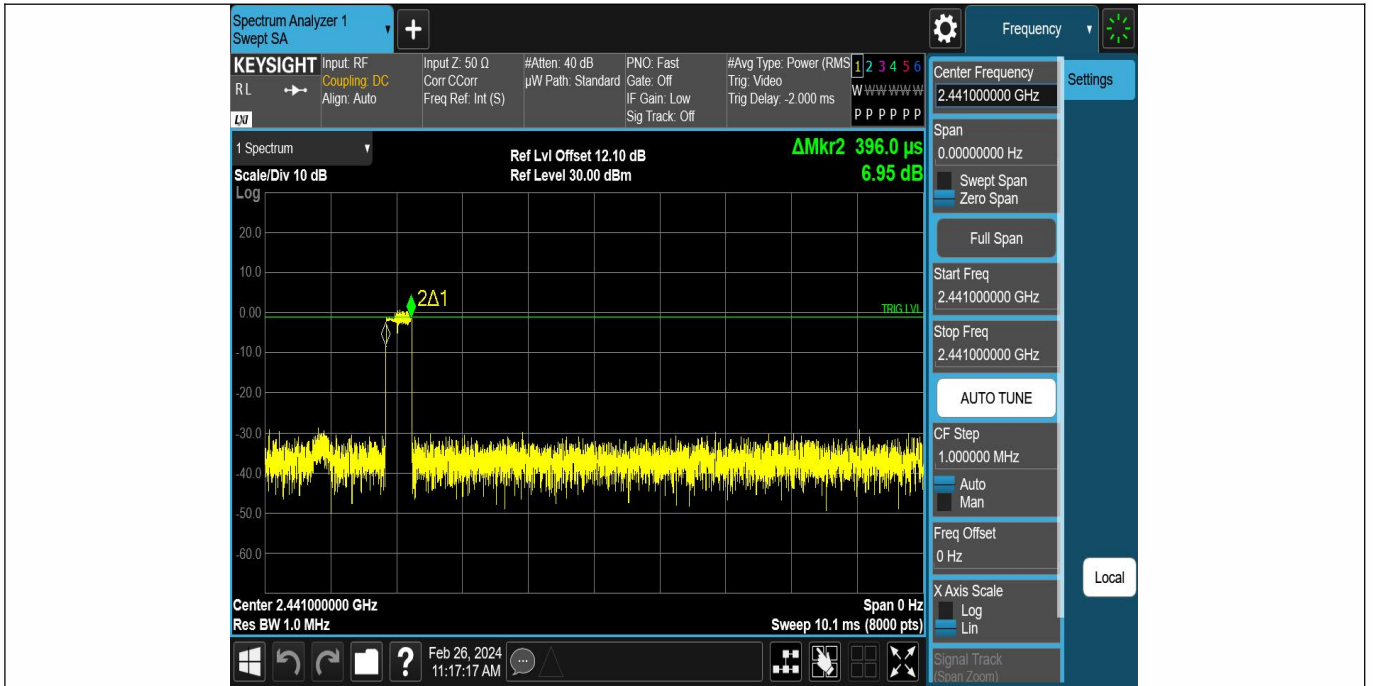 Spectrum Analyzer 1
Swept SA
+
Frequency
KEYSIGHT
RL
LXI
Input: RF
Coupling: DC
Align: Auto
Input Z: 50 Ω
Corr CCorr
Freq Ref: Int (S)
#Atten: 40 dB
µW Path: Standard
PNO: Fast
Gate: Off
IF Gain: Low
Sig Track: Off
#Avg Type: Power (RMS
Trig: Video
Trig Delay: -2.000 ms
1 2 3 4 5 6
W W W W W W
P P P P P P
1 Spectrum
Scale/Div 10 dB
Ref Lvl Offset 12.10 dB
Ref Level 30.00 dBm
ΔMkr2 396.0 µs
6.95 dB
Log
20.0
10.0
0.00
-10.0
-20.0
-30.0
-40.0
-50.0
-60.0
2Δ1
TRIG LVL
Center 2.441000000 GHz
Res BW 1.0 MHz
Span 0 Hz
Sweep 10.1 ms (8000 pts)
Feb 26, 2024
11:17:17 AM
?
Center Frequency
2.441000000 GHz
Settings
Span
0.00000000 Hz
Swept Span
Zero Span
Full Span
Start Freq
2.441000000 GHz
Stop Freq
2.441000000 GHz
AUTO TUNE
CF Step
1.000000 MHz
Auto
Man
Freq Offset
0 Hz
X Axis Scale
Log
Lin
Signal Track
(Span Zoom)
Local